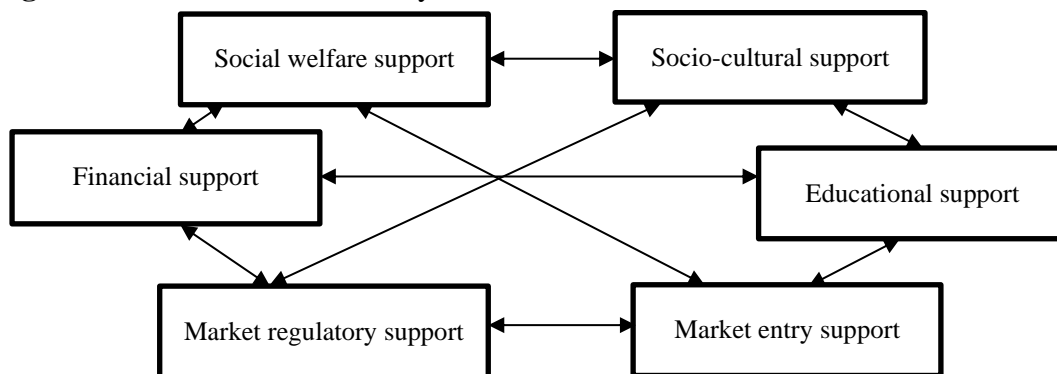 Social welfare support
Socio-cultural support
Financial support
Educational support
Market regulatory support
Market entry support